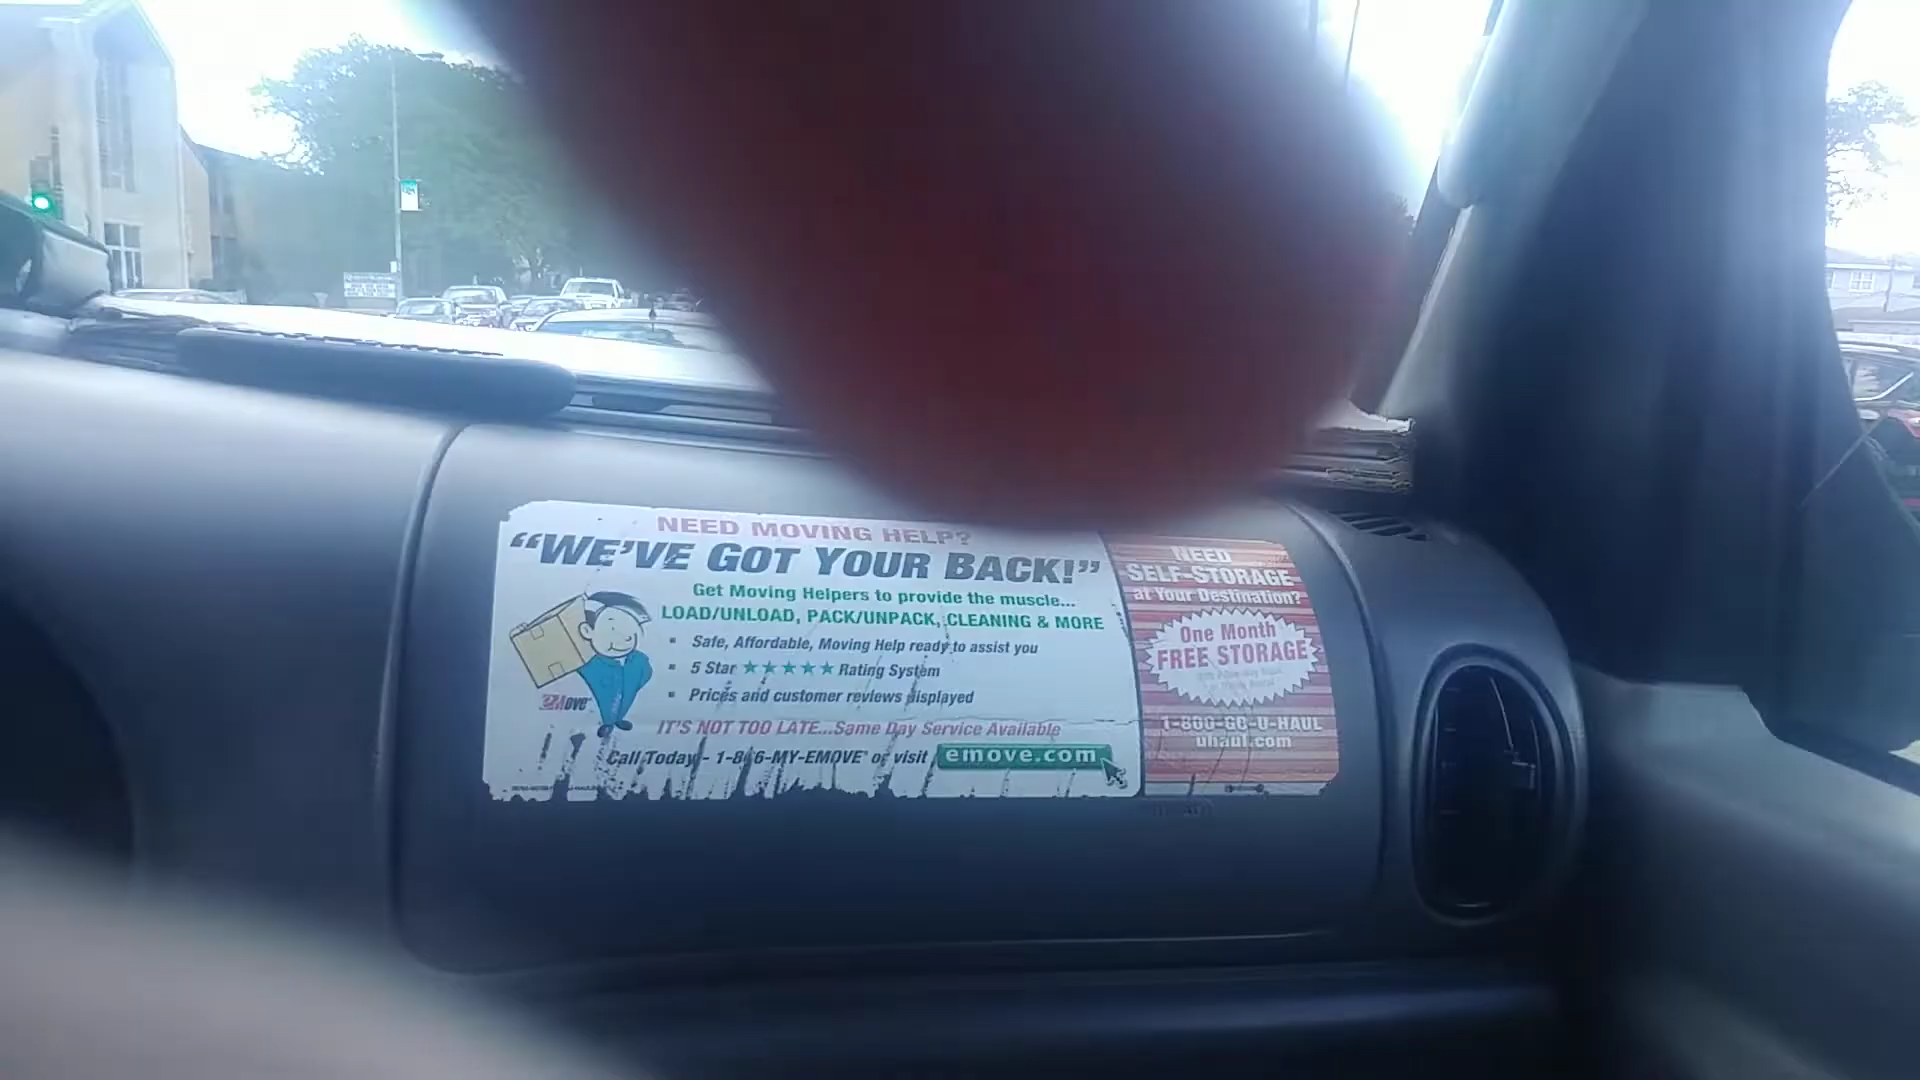 NEED MOVING HELP?
"WE'VE GOT YOUR BACK!"
Get Moving Helpers to provide the muscle...
LOAD/UNLOAD, PACK/UNPACK, CLEANING & MORE
▪ Safe, Affordable, Moving Help ready to assist you
▪ 5 Star ★★★★★ Rating System
▪ Prices and customer reviews displayed
eMove
IT'S NOT TOO LATE...Same Day Service Available
Call Today - 1-866-MY-EMOVE® or visit emove.com
NEED
SELF-STORAGE
at Your Destination?
One Month
FREE STORAGE
1-800-GO-U-HAUL
uhaul.com